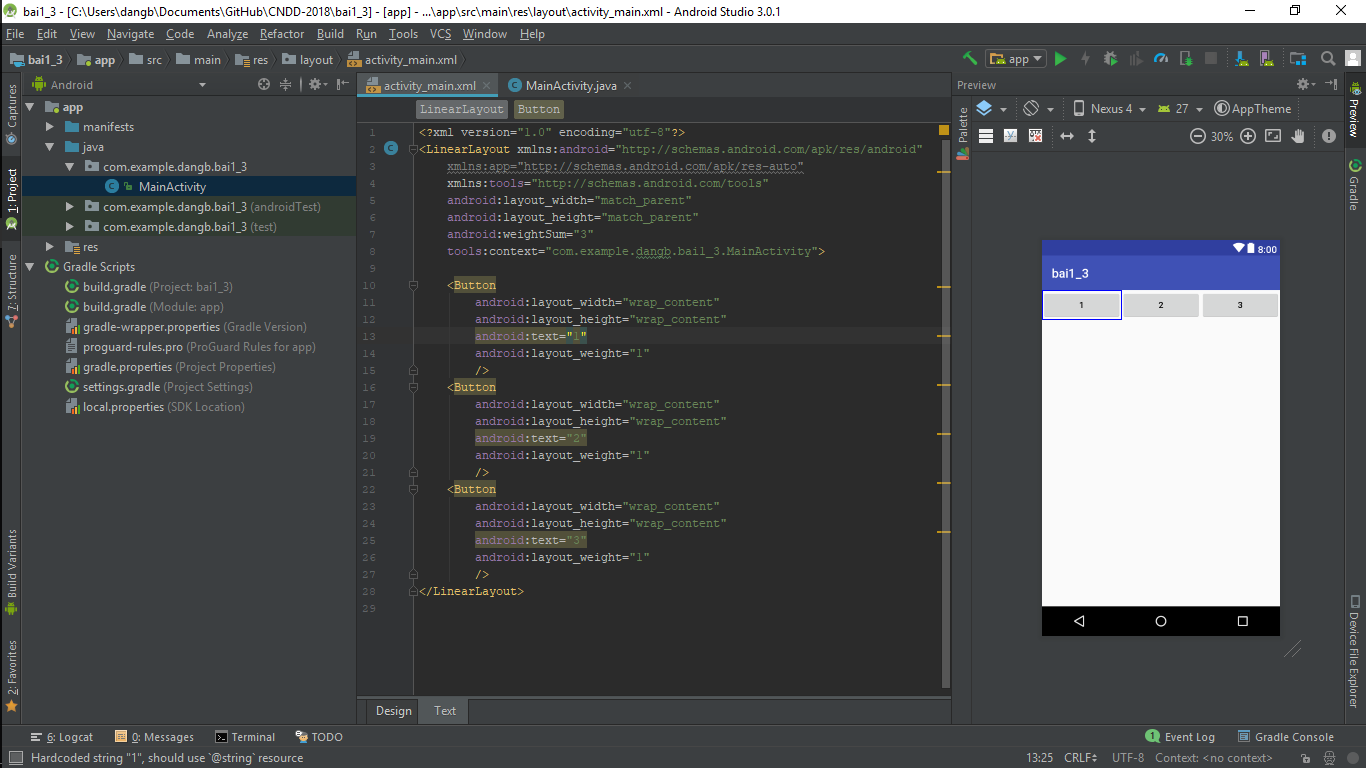 bai1_3 - [C:\Users\dangb\Documents\GitHub\CNDD-2018\bai1_3] - [app] - ...\app\src\main\res\layout\activity_main.xml - Android Studio 3.0.1
File Edit View Navigate Code Analyze Refactor Build Run Tools VCS Window Help
bai1_3 app src main res layout activity_main.xml app
Android
activity_main.xml MainActivity.java
Preview
LinearLayout Button
Nexus 4 27 AppTheme
30%
Captures
1: Project
7: Structure
Build Variants
2: Favorites
app
manifests
java
com.example.dangb.bai1_3
MainActivity
com.example.dangb.bai1_3 (androidTest)
com.example.dangb.bai1_3 (test)
res
Gradle Scripts
build.gradle (Project: bai1_3)
build.gradle (Module: app)
gradle-wrapper.properties (Gradle Version)
proguard-rules.pro (ProGuard Rules for app)
gradle.properties (Project Properties)
settings.gradle (Project Settings)
local.properties (SDK Location)
1 <?xml version="1.0" encoding="utf-8"?>
2 <LinearLayout xmlns:android="http://schemas.android.com/apk/res/android"
3 xmlns:app="http://schemas.android.com/apk/res-auto"
4 xmlns:tools="http://schemas.android.com/tools"
5 android:layout_width="match_parent"
6 android:layout_height="match_parent"
7 android:weightSum="3"
8 tools:context="com.example.dangb.bai1_3.MainActivity">
9
10 <Button
11 android:layout_width="wrap_content"
12 android:layout_height="wrap_content"
13 android:text="1"
14 android:layout_weight="1"
15 />
16 <Button
17 android:layout_width="wrap_content"
18 android:layout_height="wrap_content"
19 android:text="2"
20 android:layout_weight="1"
21 />
22 <Button
23 android:layout_width="wrap_content"
24 android:layout_height="wrap_content"
25 android:text="3"
26 android:layout_weight="1"
27 />
28 </LinearLayout>
29
Design Text
Palette
8:00
bai1_3
1 2 3
Preview
Gradle
Device File Explorer
6: Logcat 0: Messages Terminal TODO 1 Event Log Gradle Console
Hardcoded string "1", should use `@string` resource 13:25 CRLF UTF-8 Context: <no context>